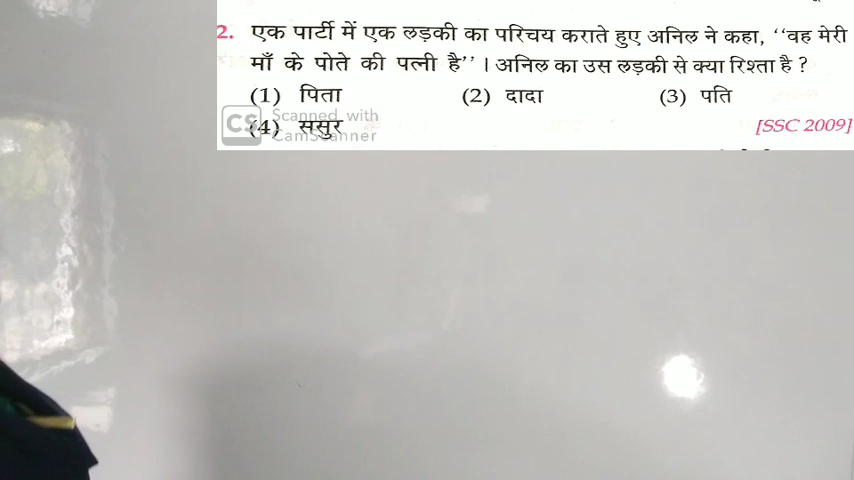 2. एक पार्टी में एक लड़की का परिचय कराते हुए अनिल ने कहा, ‘‘वह मेरी
माँ के पोते की पत्नी है’’ । अनिल का उस लड़की से क्या रिश्ता है ?
(1) पिता (2) दादा (3) पति
(4) ससुर [SSC 2009]
CS Scanned with CamScanner